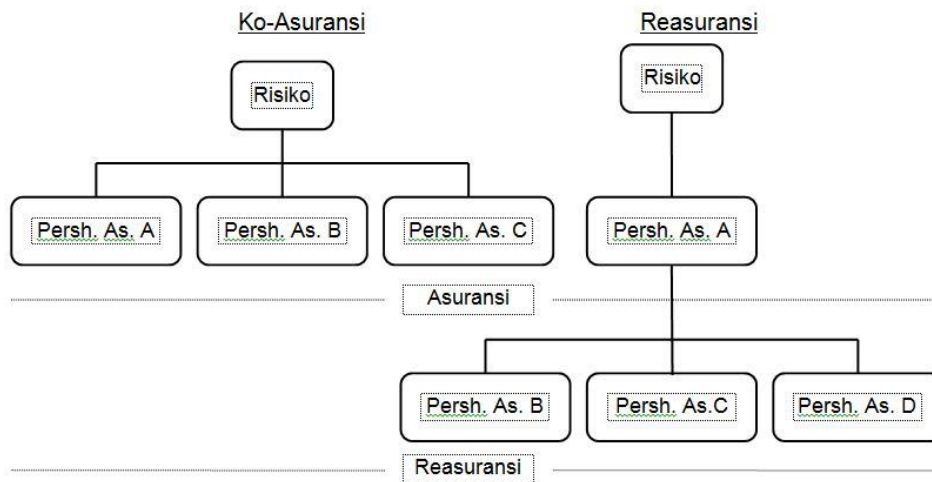 Ko-Asuransi
Reasuransi
Risiko
Risiko
Persh. As. A
Persh. As. B
Persh. As. C
Persh. As. A
Asuransi
Persh. As. B
Persh. As.C
Persh. As. D
Reasuransi